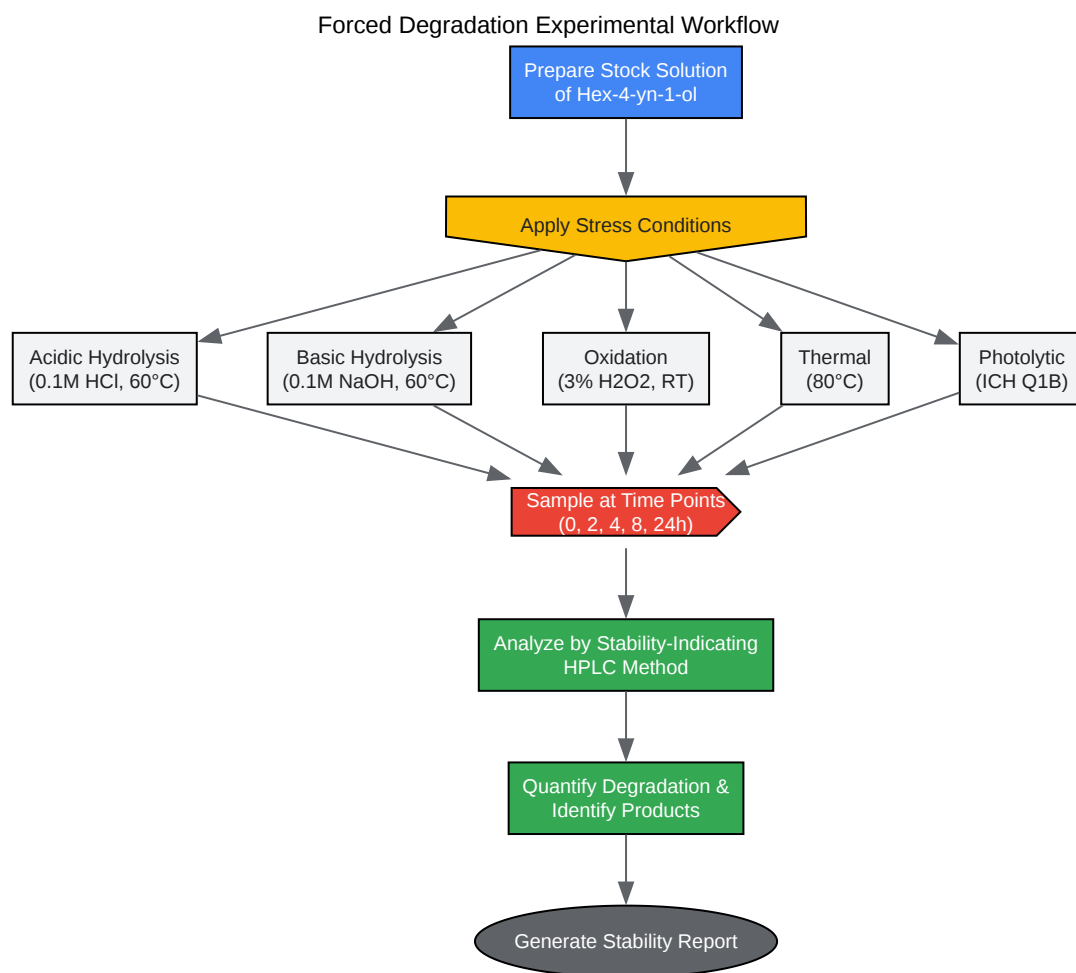 Forced Degradation Experimental Workflow
Prepare Stock Solution
of Hex-4-yn-1-ol
Apply Stress Conditions
Acidic Hydrolysis
(0.1M HCl, 60°C)
Basic Hydrolysis
(0.1M NaOH, 60°C)
Oxidation
(3% H2O2, RT)
Thermal
(80°C)
Photolytic
(ICH Q1B)
Sample at Time Points
(0, 2, 4, 8, 24h)
Analyze by Stability-Indicating
HPLC Method
Quantify Degradation &
Identify Products
Generate Stability Report